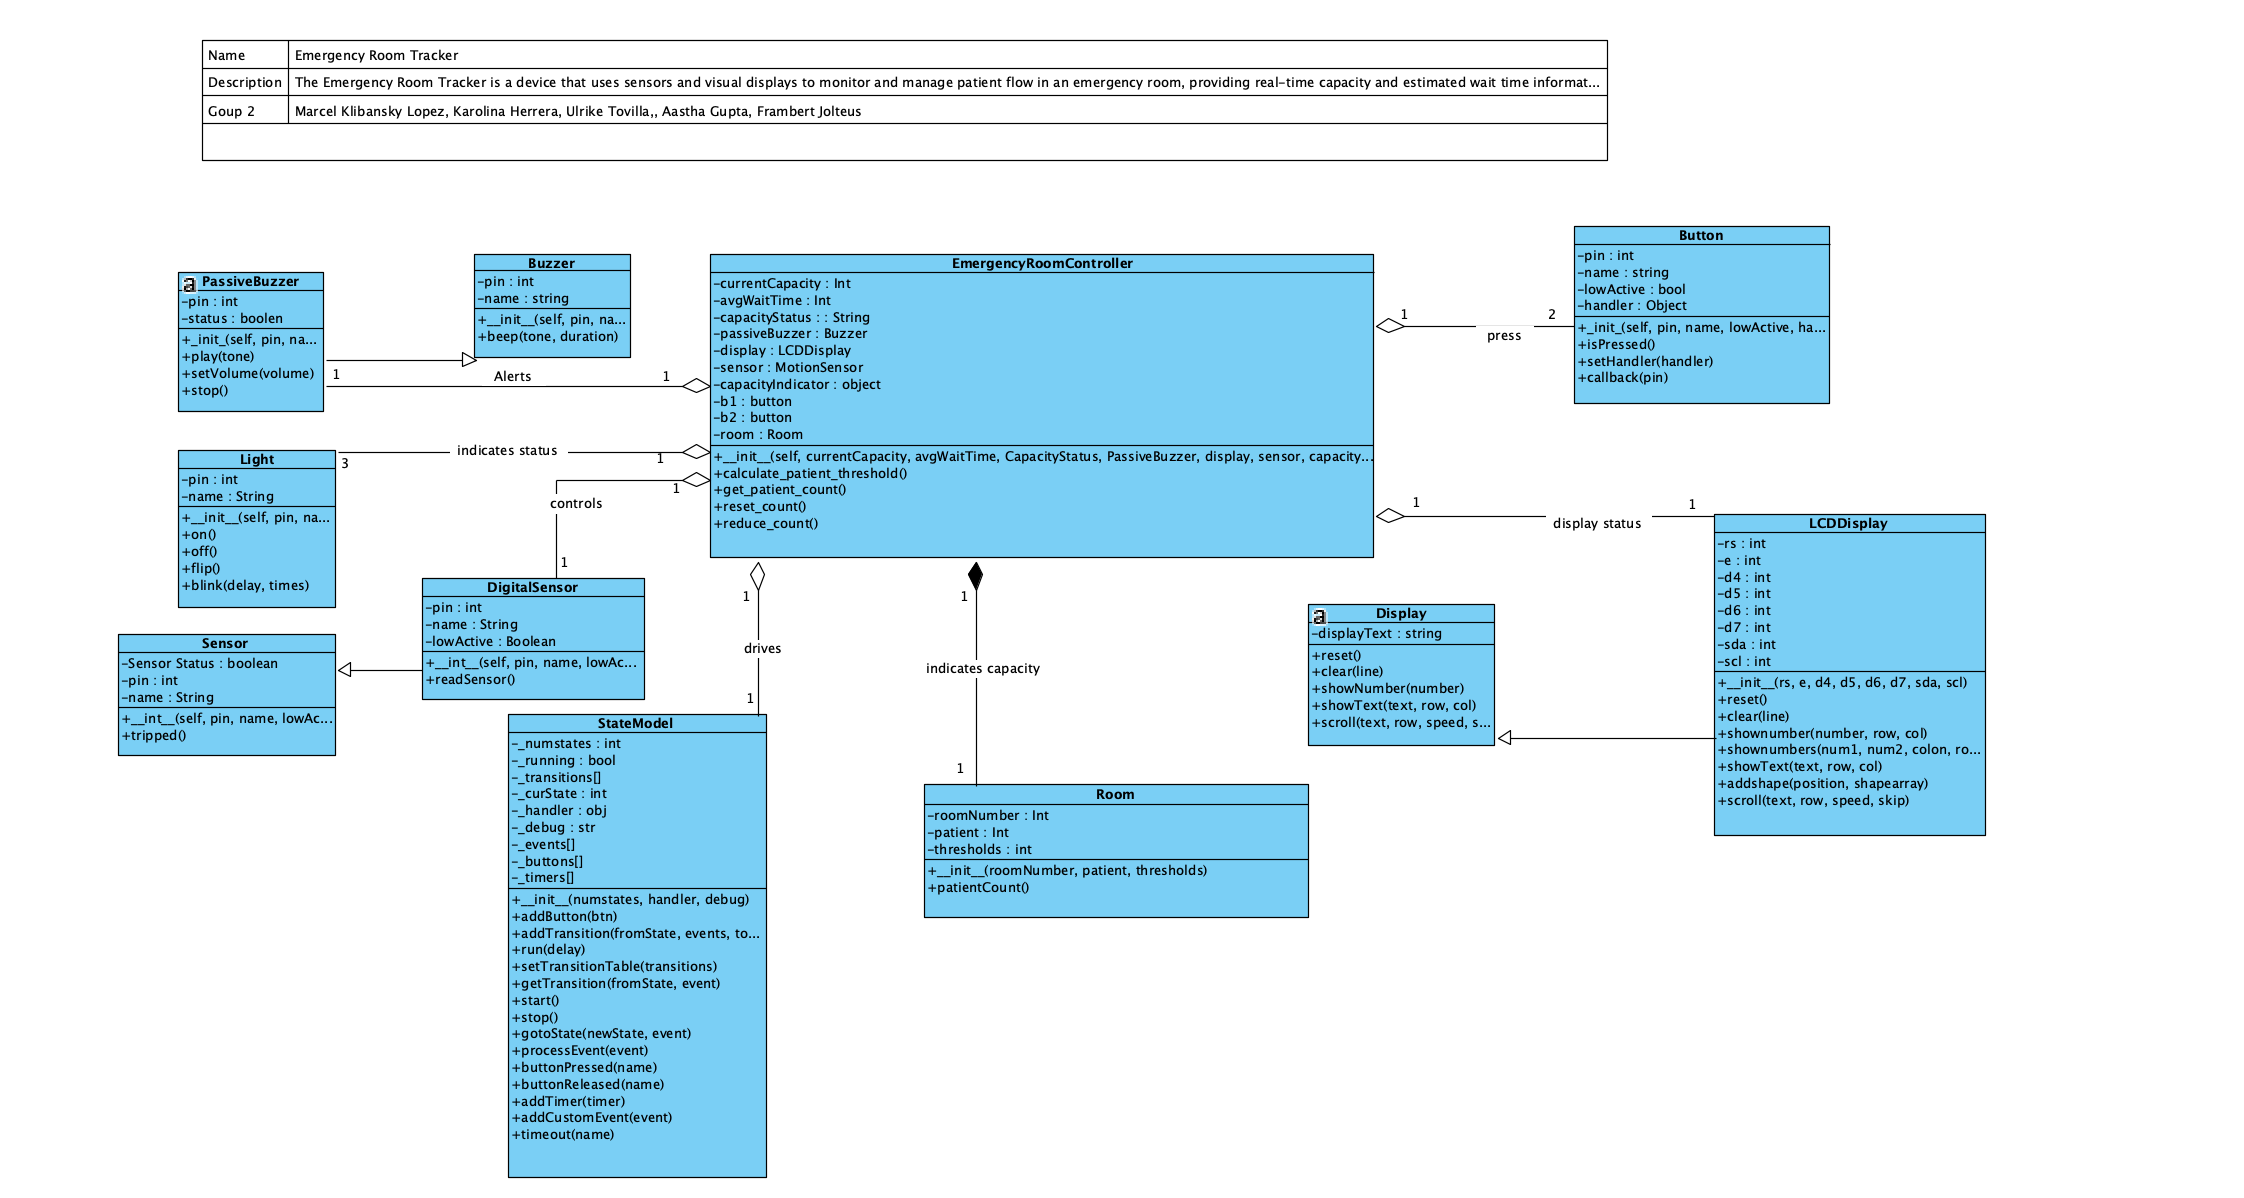 Name
Emergency Room Tracker
Description
The Emergency Room Tracker is a device that uses sensors and visual displays to monitor and manage patient flow in an emergency room, providing real-time capacity and estimated wait time informat...
Goup 2
Marcel Klibansky Lopez, Karolina Herrera, Ulrike Tovilla,, Aastha Gupta, Frambert Jolteus
a PassiveBuzzer
-pin : int
-status : boolen
+_init_(self, pin, na...
+play(tone)
+setVolume(volume)
+stop()
Buzzer
-pin : int
-name : string
+__init__(self, pin, na...
+beep(tone, duration)
1
Alerts
1
EmergencyRoomController
-currentCapacity : Int
-avgWaitTime : Int
-capacityStatus : : String
-passiveBuzzer : Buzzer
-display : LCDDisplay
-sensor : MotionSensor
-capacityIndicator : object
-b1 : button
-b2 : button
-room : Room
+__init__(self, currentCapacity, avgWaitTime, CapacityStatus, PassiveBuzzer, display, sensor, capacity...
+calculate_patient_threshold()
+get_patient_count()
+reset_count()
+reduce_count()
1
press
2
Button
-pin : int
-name : string
-lowActive : bool
-handler : Object
+_init_(self, pin, name, lowActive, ha...
+isPressed()
+setHandler(handler)
+callback(pin)
3
indicates status
1
Light
-pin : int
-name : String
+__init__(self, pin, na...
+on()
+off()
+flip()
+blink(delay, times)
1
controls
1
DigitalSensor
-pin : int
-name : String
-lowActive : Boolean
+__int__(self, pin, name, lowAc...
+readSensor()
Sensor
-Sensor Status : boolean
-pin : int
-name : String
+__int__(self, pin, name, lowAc...
+tripped()
1
drives
1
StateModel
-_numstates : int
-_running : bool
-_transitions[]
-_curState : int
-_handler : obj
-_debug : str
-_events[]
-_buttons[]
-_timers[]
+__init__(numstates, handler, debug)
+addButton(btn)
+addTransition(fromState, events, to...
+run(delay)
+setTransitionTable(transitions)
+getTransition(fromState, event)
+start()
+stop()
+gotoState(newState, event)
+processEvent(event)
+buttonPressed(name)
+buttonReleased(name)
+addTimer(timer)
+addCustomEvent(event)
+timeout(name)
1
indicates capacity
1
Room
-roomNumber : Int
-patient : Int
-thresholds : int
+__init__(roomNumber, patient, thresholds)
+patientCount()
1
display status
1
a Display
-displayText : string
+reset()
+clear(line)
+showNumber(number)
+showText(text, row, col)
+scroll(text, row, speed, s...
LCDDisplay
-rs : int
-e : int
-d4 : int
-d5 : int
-d6 : int
-d7 : int
-sda : int
-scl : int
+__init__(rs, e, d4, d5, d6, d7, sda, scl)
+reset()
+clear(line)
+shownumber(number, row, col)
+shownumbers(num1, num2, colon, ro...
+showText(text, row, col)
+addshape(position, shapearray)
+scroll(text, row, speed, skip)